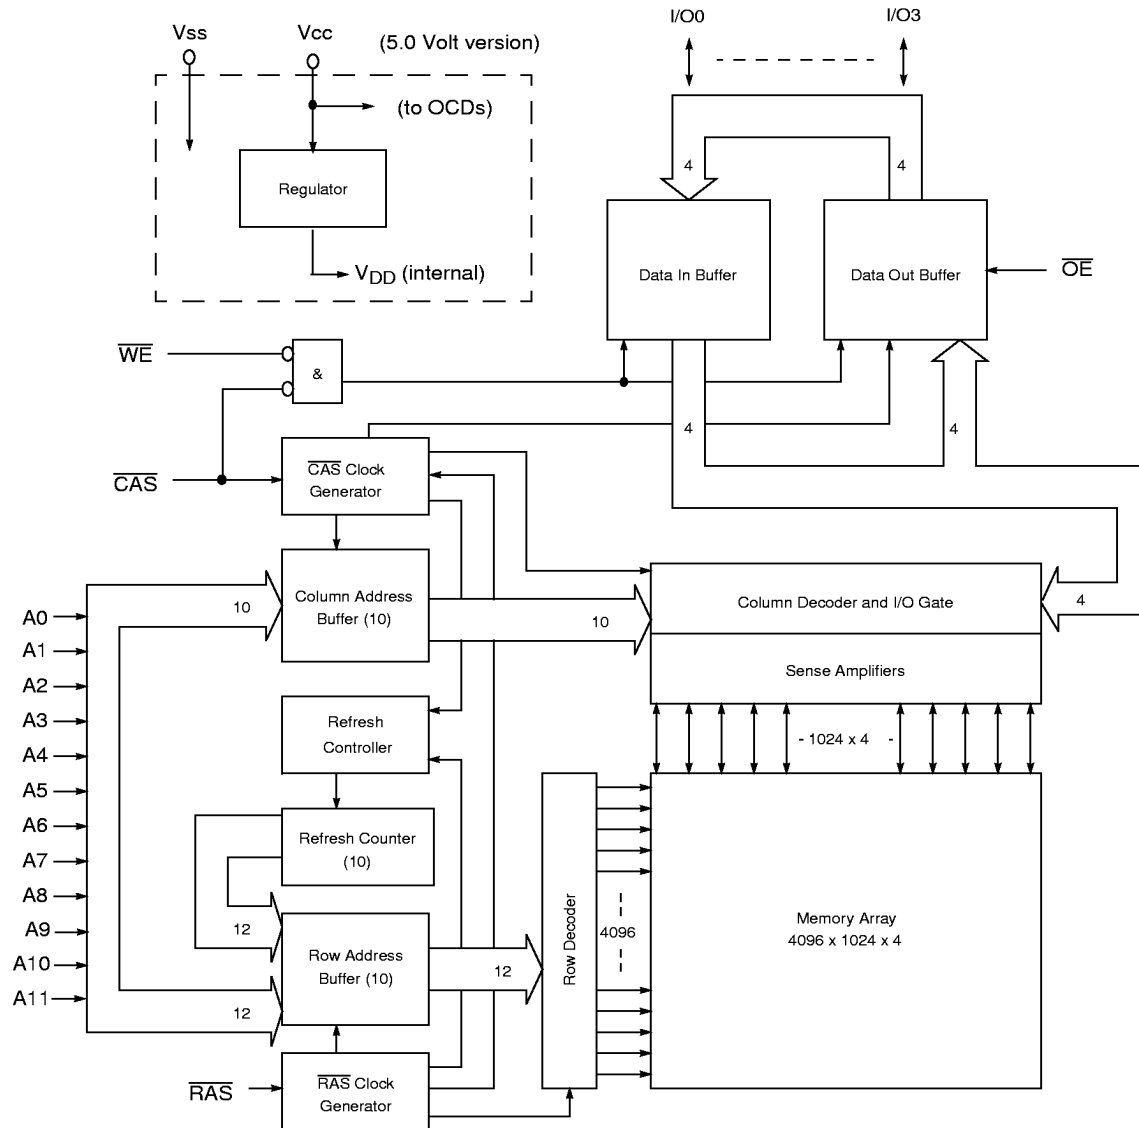 Vss
Vcc
(5.0 Volt version)
I/O0
I/O3
(to OCDs)
Regulator
VDD (internal)
4
4
Data In Buffer
Data Out Buffer
OE
WE
&
4
4
CAS
CAS Clock
Generator
Column Address
Buffer (10)
10
10
Column Decoder and I/O Gate
4
Sense Amplifiers
A0
A1
A2
A3
A4
A5
A6
A7
A8
A9
A10
A11
Refresh
Controller
- 1024 x 4 -
Refresh Counter
(10)
12
Row Address
Buffer (10)
12
12
Row Decoder
4096
Memory Array
4096 x 1024 x 4
RAS
RAS Clock
Generator